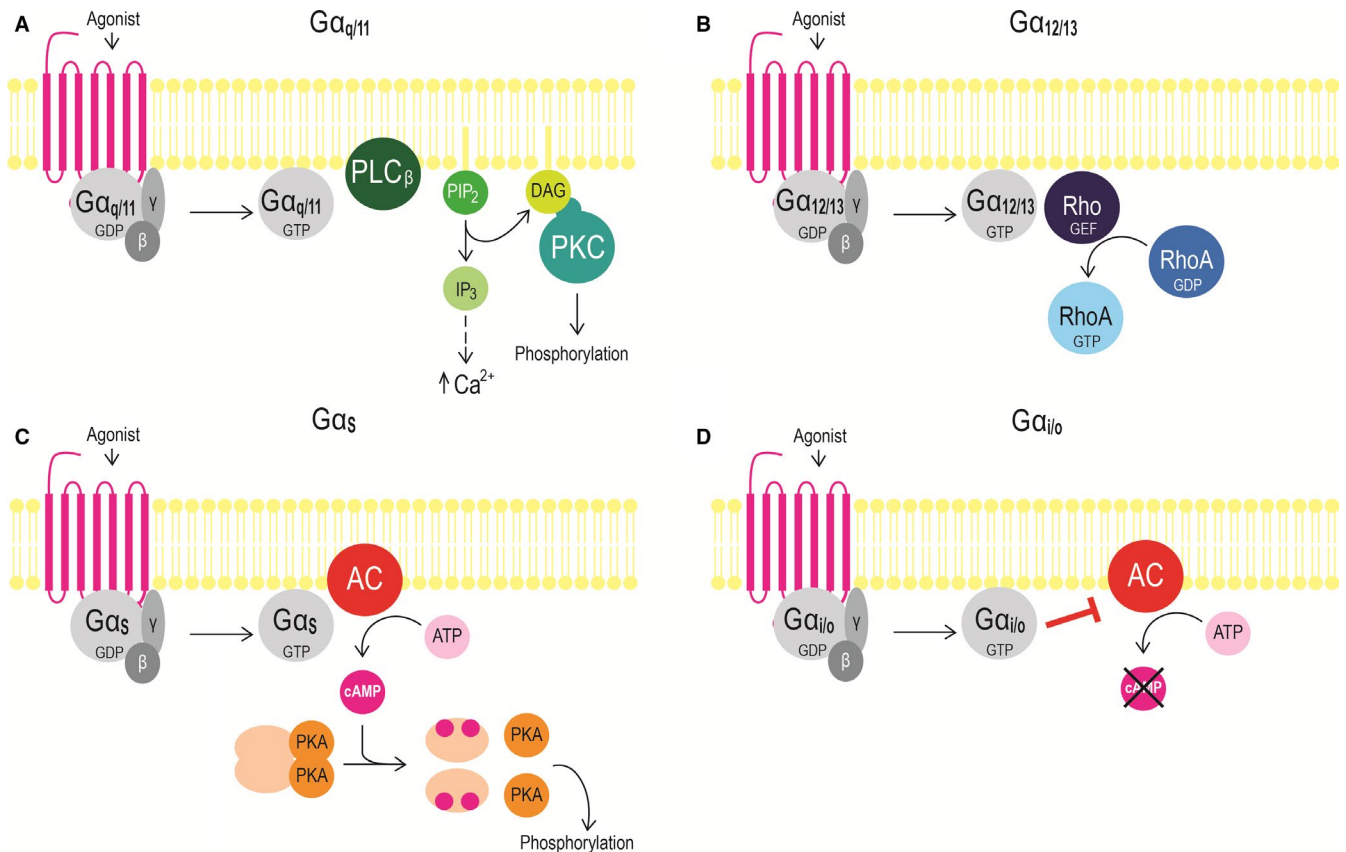 A
Agonist
Gαq/11
Gαq/11
GDP
γ
β
Gαq/11
GTP
PLCβ
PIP2
DAG
PKC
IP3
Phosphorylation
↑ Ca2+
B
Agonist
Gα12/13
Gα12/13
GDP
γ
β
Gα12/13
GTP
Rho
GEF
RhoA
GDP
RhoA
GTP
C
Agonist
Gαs
Gαs
GDP
γ
β
Gαs
GTP
AC
ATP
cAMP
PKA
PKA
PKA
PKA
Phosphorylation
D
Agonist
Gαi/o
Gαi/o
GDP
γ
β
Gαi/o
GTP
AC
ATP
cAMP